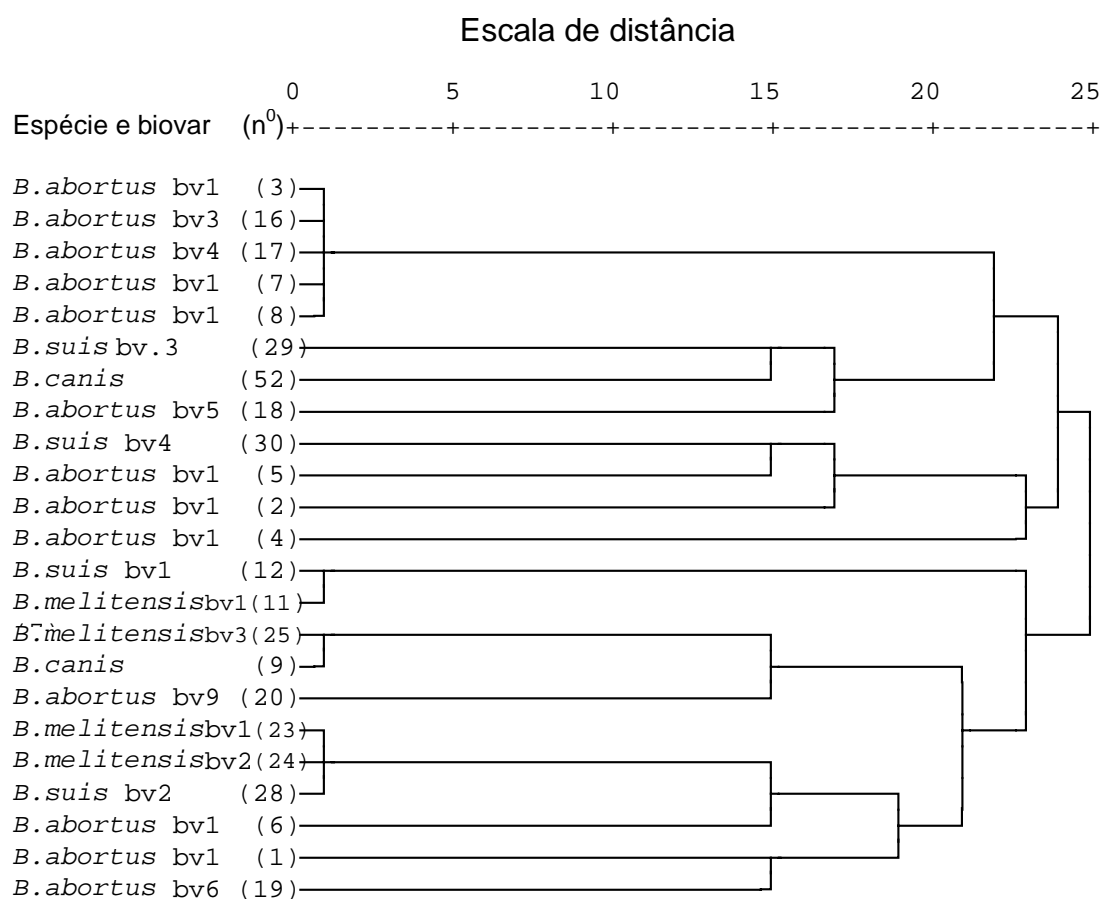 Escala de distância
0 5 10 15 20 25
Espécie e biovar (n⁰)+-------+-------+-------+-------+-------+
B.abortus bv1 (3)
B.abortus bv3 (16)
B.abortus bv4 (17)
B.abortus bv1 (7)
B.abortus bv1 (8)
B.suis bv.3 (29)
B.canis (52)
B.abortus bv5 (18)
B.suis bv4 (30)
B.abortus bv1 (5)
B.abortus bv1 (2)
B.abortus bv1 (4)
B.suis bv1 (12)
B.melitensisbv1(11)
B.melitensisbv3(25)
B.canis (9)
B.abortus bv9 (20)
B.melitensisbv1(23)
B.melitensisbv2(24)
B.suis bv2 (28)
B.abortus bv1 (6)
B.abortus bv1 (1)
B.abortus bv6 (19)